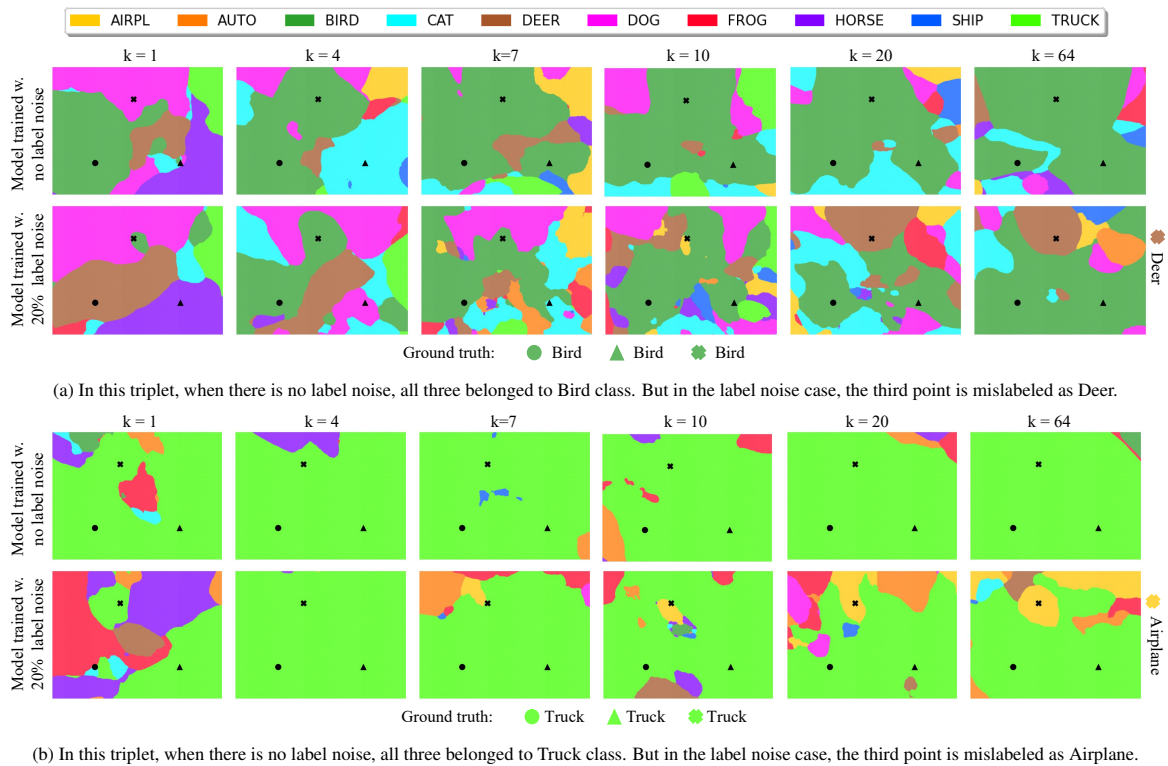 AIRPL AUTO BIRD CAT DEER DOG FROG HORSE SHIP TRUCK
k = 1 k = 4 k=7 k = 10 k = 20 k = 64
Model trained w.
no label noise
Model trained w.
20% label noise
Deer
Ground truth: Bird Bird Bird
(a) In this triplet, when there is no label noise, all three belonged to Bird class. But in the label noise case, the third point is mislabeled as Deer.
k = 1 k = 4 k=7 k = 10 k = 20 k = 64
Model trained w.
no label noise
Model trained w.
20% label noise
Airplane
Ground truth: Truck Truck Truck
(b) In this triplet, when there is no label noise, all three belonged to Truck class. But in the label noise case, the third point is mislabeled as Airplane.